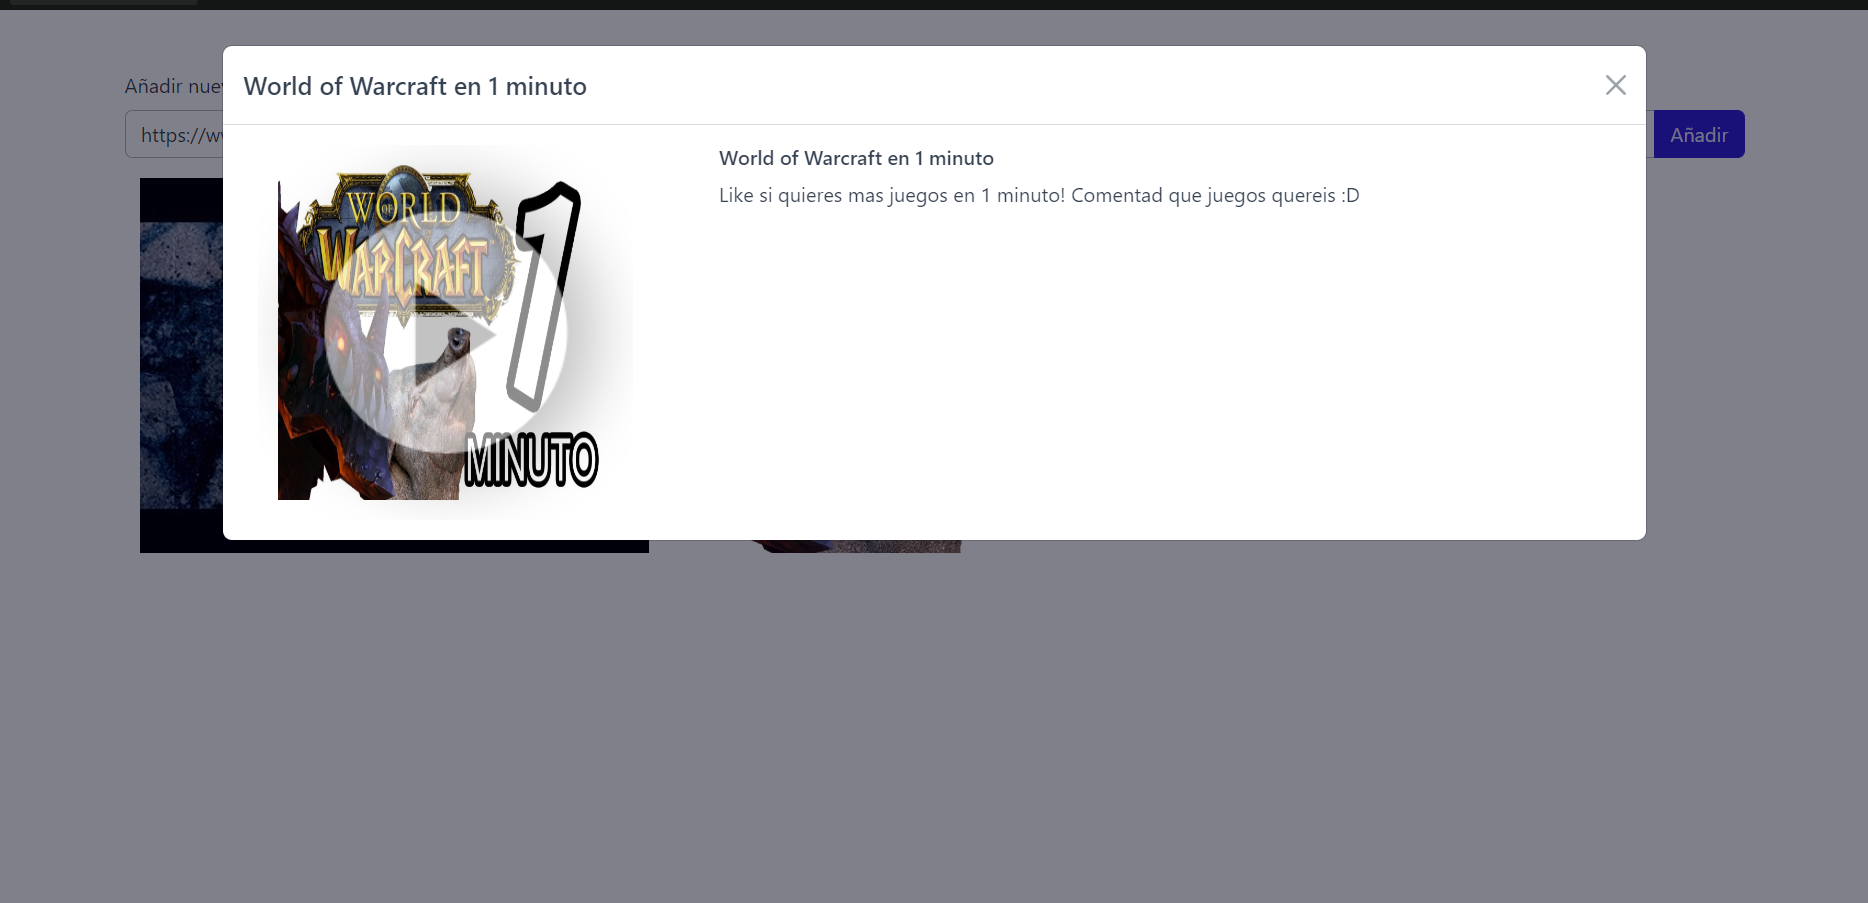 World of Warcraft en 1 minuto
Añadir
https://w
Añadir
World of Warcraft en 1 minuto
Like si quieres mas juegos en 1 minuto! Comentad que juegos quereis :D
WORLD
OF
WARCRAFT
1
MINUTO